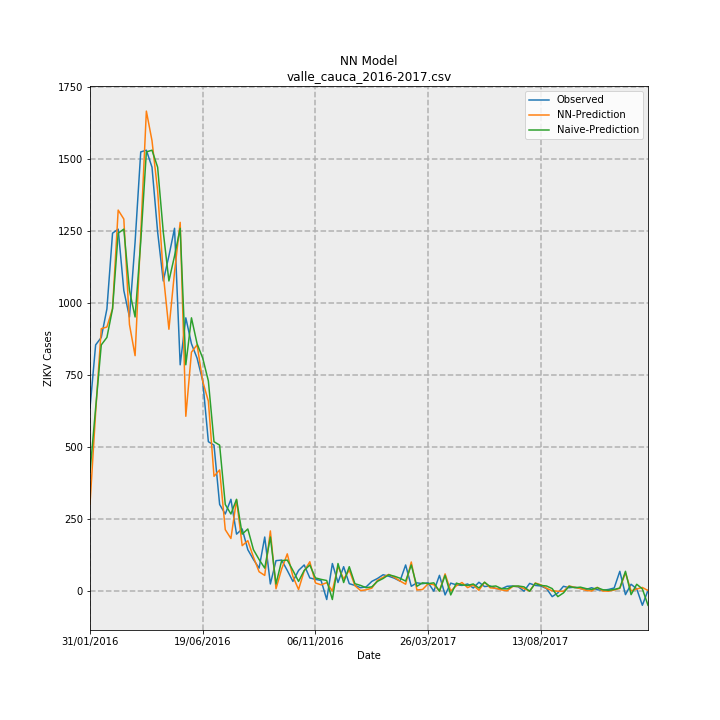 NN Model
valle_cauca_2016-2017.csv
Observed
NN-Prediction
Naive-Prediction
ZIKV Cases
1750
1500
1250
1000
750
500
250
0
31/01/2016
19/06/2016
06/11/2016
26/03/2017
13/08/2017
Date